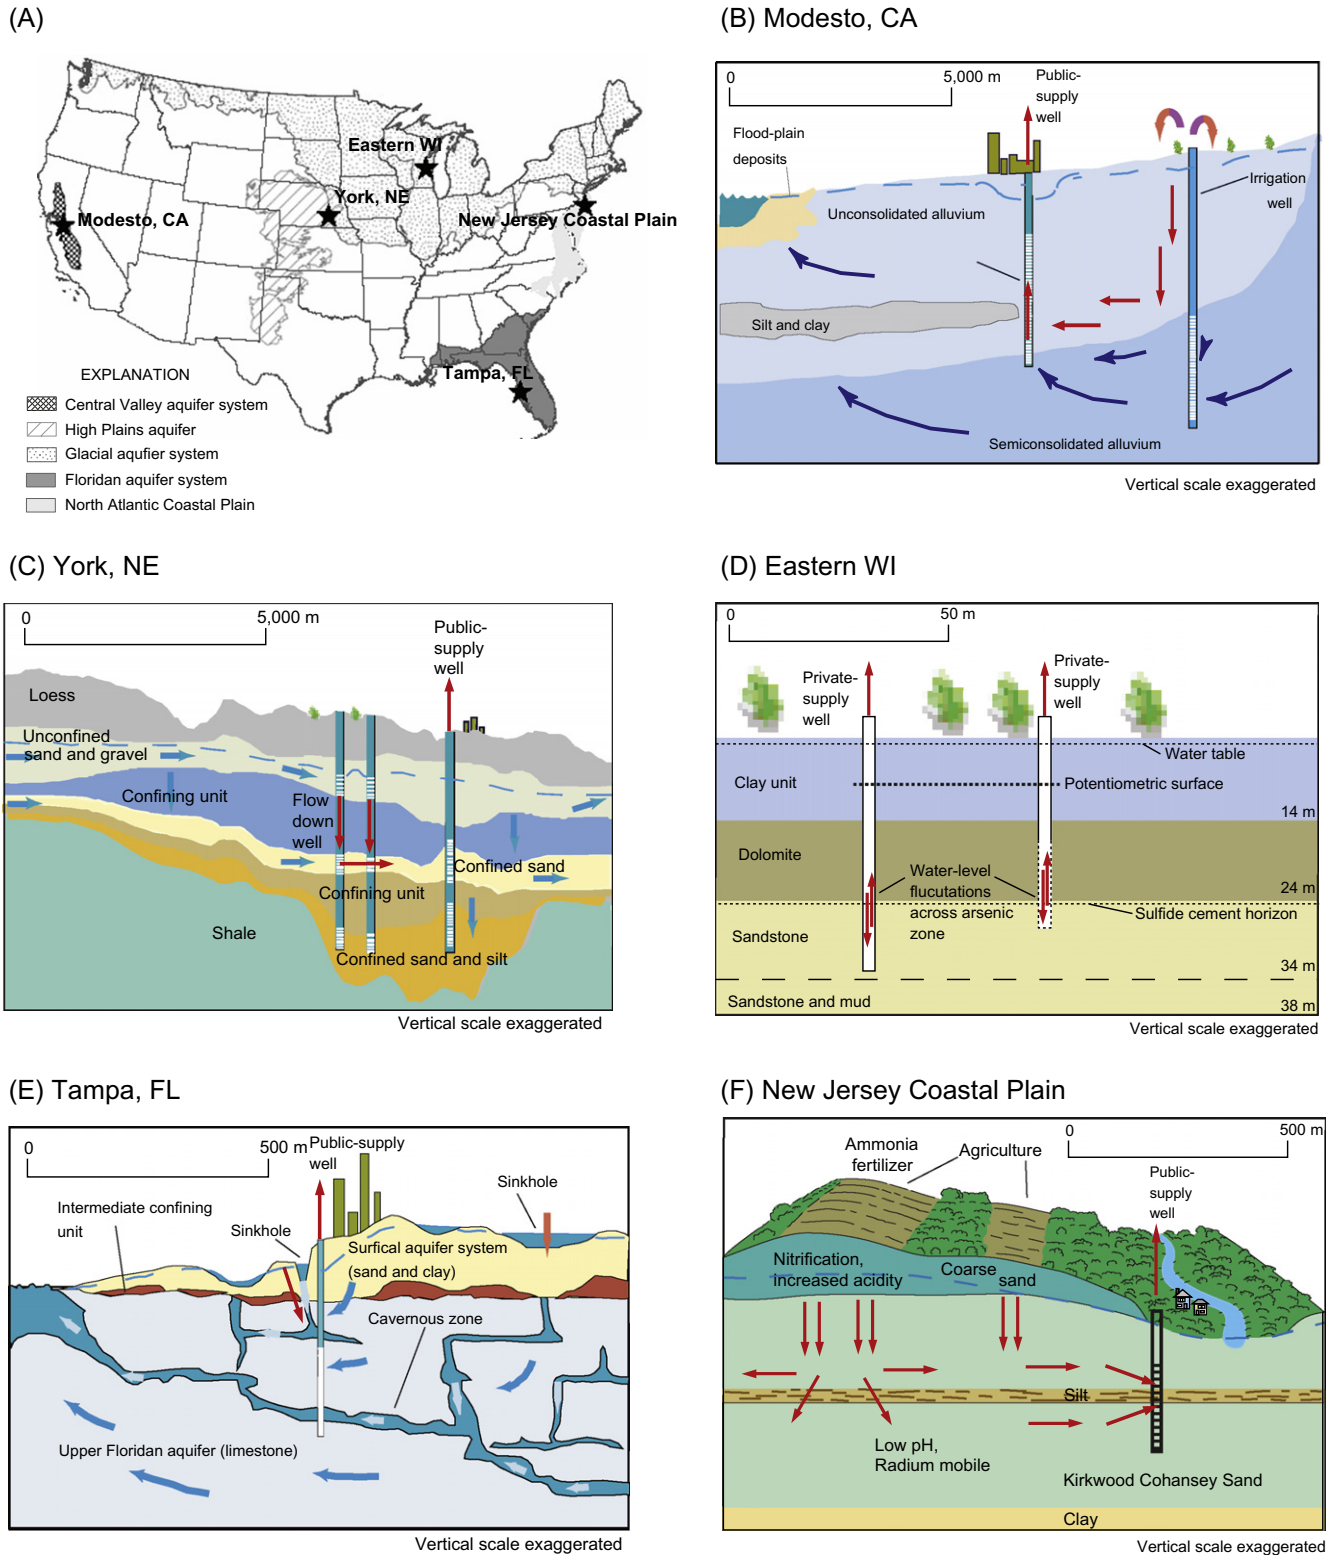 (A)
Eastern WI
York, NE
Modesto, CA
New Jersey Coastal Plain
Tampa, FL
EXPLANATION
Central Valley aquifer system
High Plains aquifer
Glacial aqufier system
Floridan aquifer system
North Atlantic Coastal Plain
(B) Modesto, CA
0
5,000 m
Public-
supply
well
Flood-plain
deposits
Unconsolidated alluvium
Irrigation
well
Silt and clay
Semiconsolidated alluvium
Vertical scale exaggerated
(C) York, NE
0
5,000 m
Public-
supply
well
Loess
Unconfined
sand and gravel
Confining unit
Flow
down
well
Confined sand
Confining unit
Shale
Confined sand and silt
Vertical scale exaggerated
(D) Eastern WI
0
50 m
Private-
supply
well
Private-
supply
well
Water table
Clay unit
Potentiometric surface
14 m
Dolomite
Water-level
flucutations
across arsenic
zone
24 m
Sulfide cement horizon
Sandstone
34 m
Sandstone and mud
38 m
Vertical scale exaggerated
(E) Tampa, FL
0
500 m
Public-supply
well
Sinkhole
Intermediate confining
unit
Sinkhole
Surfical aquifer system
(sand and clay)
Cavernous zone
Upper Floridan aquifer (limestone)
Vertical scale exaggerated
(F) New Jersey Coastal Plain
0
500 m
Ammonia
fertilizer
Agriculture
Public-
supply
well
Nitrification,
increased acidity
Coarse
sand
Silt
Low pH,
Radium mobile
Kirkwood Cohansey Sand
Clay
Vertical scale exaggerated